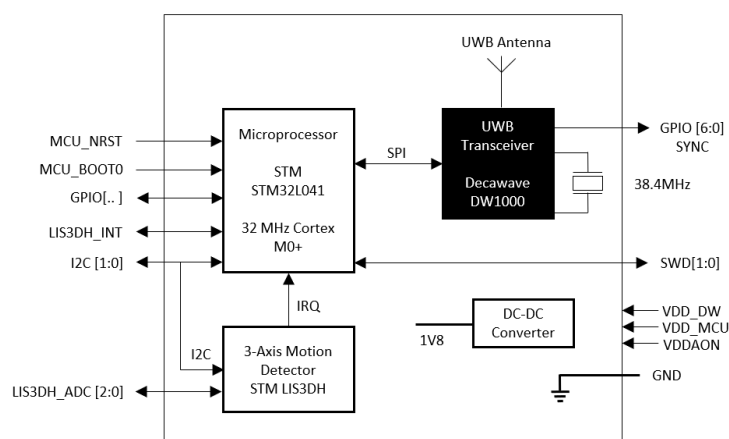 UWB Antenna
MCU_NRST
MCU_BOOT0
GPIO[.. ]
LIS3DH_INT
I2C [1:0]
LIS3DH_ADC [2:0]
Microprocessor
STM
STM32L041
32 MHz Cortex
M0+
SPI
UWB
Transceiver
Decawave
DW1000
GPIO [6:0]
SYNC
38.4MHz
SWD[1:0]
IRQ
I2C
3-Axis Motion
Detector
STM LIS3DH
1V8
DC-DC
Converter
VDD_DW
VDD_MCU
VDDAON
GND